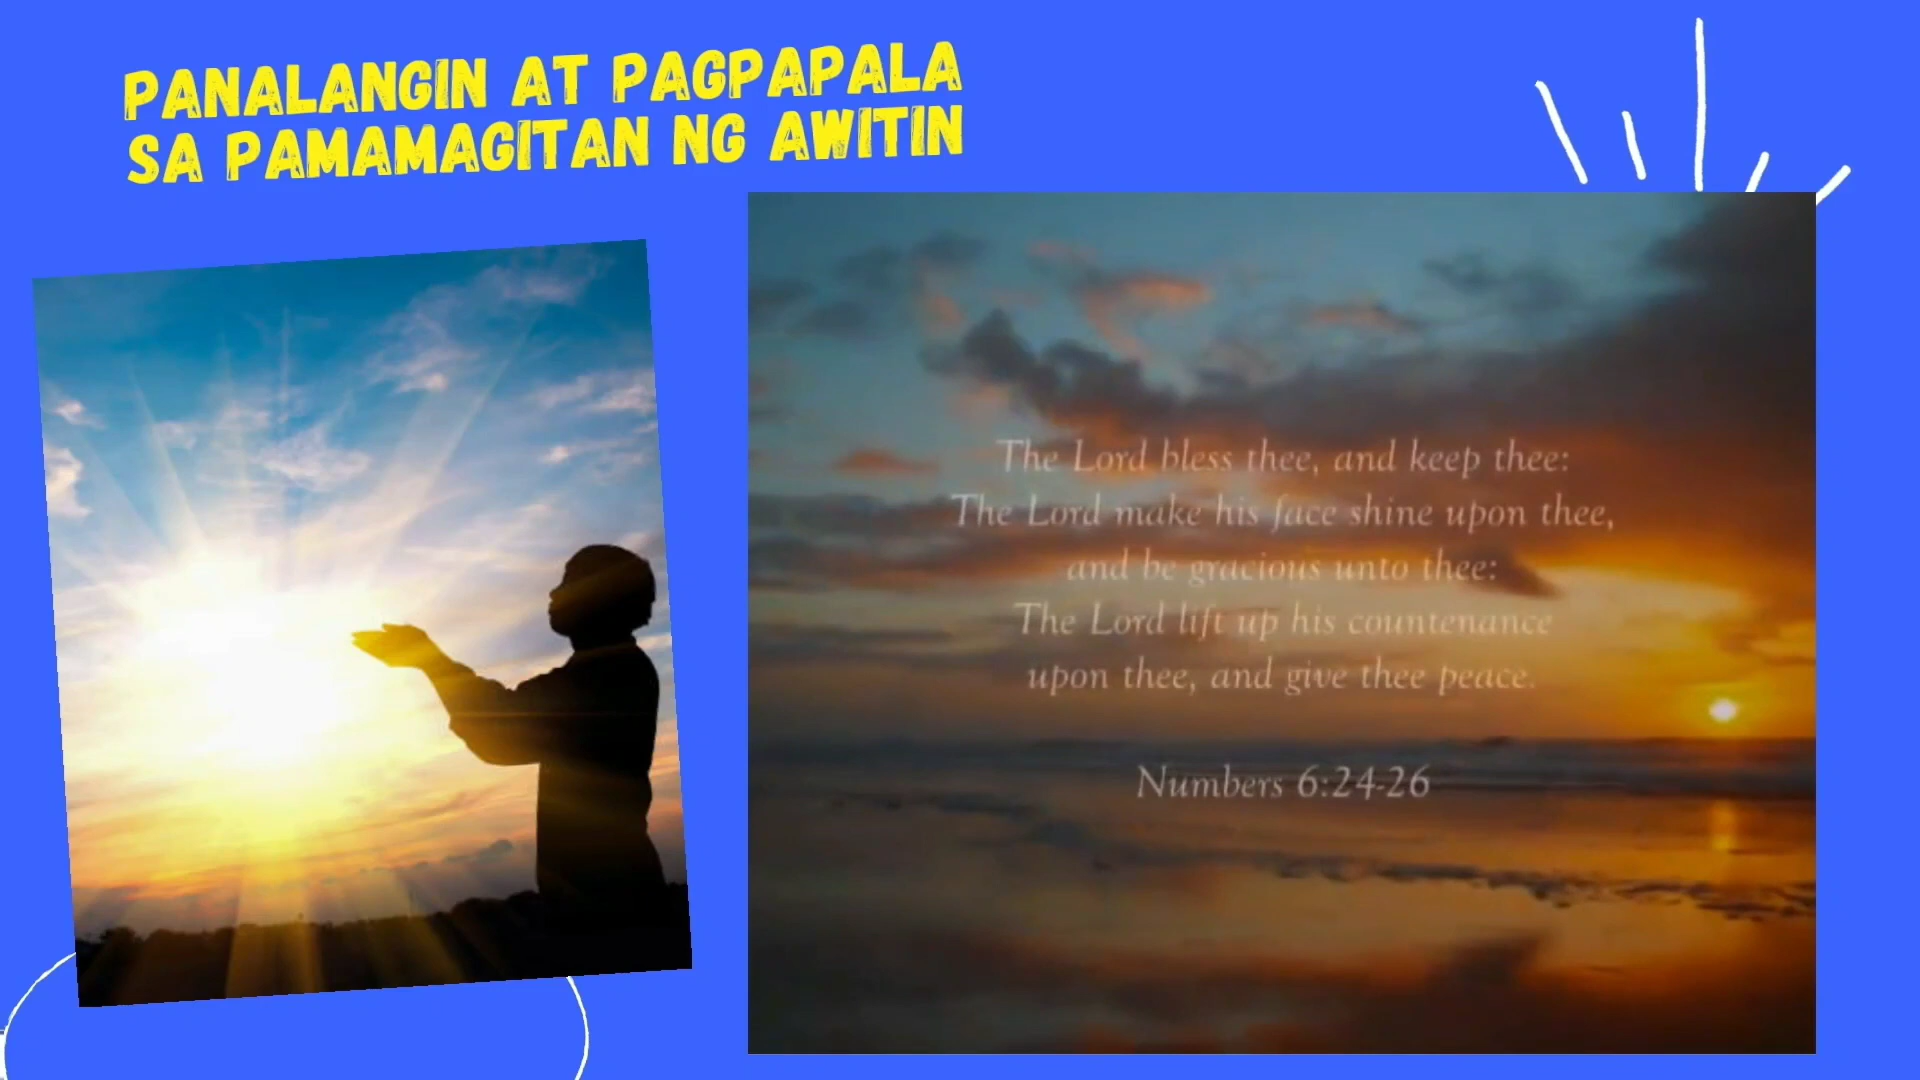 PANALANGIN AT PAGPAPALA
SA PAMAMAGITAN NG AWITIN
The Lord bless thee, and keep thee:
The Lord make his face shine upon thee,
and be gracious unto thee:
The Lord lift up his countenance
upon thee, and give thee peace.
Numbers 6:24-26